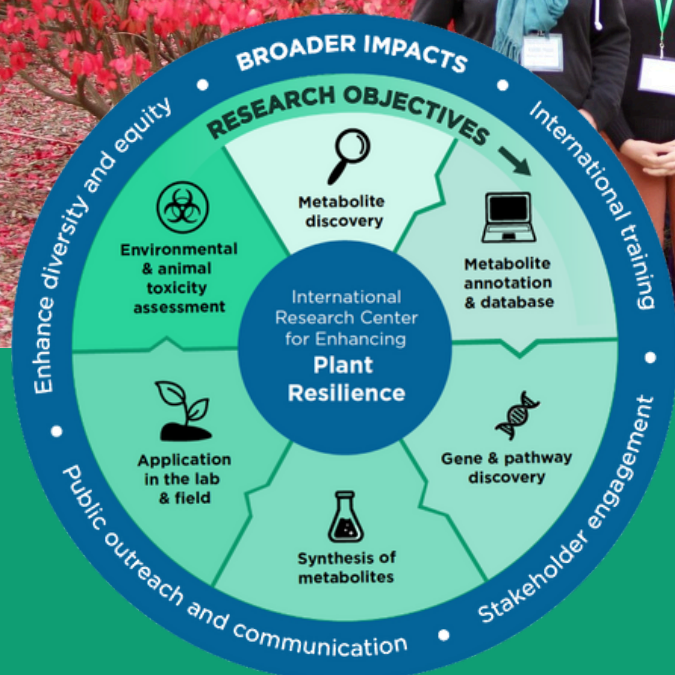 BROADER IMPACTS
International training
Stakeholder engagement
Public outreach and communication
Enhance diversity and equity
RESEARCH OBJECTIVES
Metabolite
discovery
Metabolite
annotation
& database
Gene & pathway
discovery
Synthesis of
metabolites
Application
in the lab
& field
Environmental
& animal
toxicity
assessment
International
Research Center
for Enhancing
Plant
Resilience